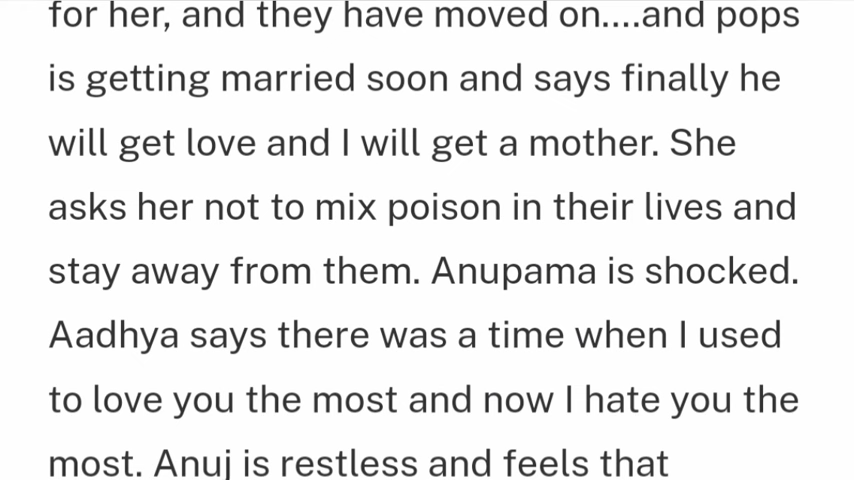 for her, and they have moved on....and pops
is getting married soon and says finally he
will get love and I will get a mother. She
asks her not to mix poison in their lives and
stay away from them. Anupama is shocked.
Aadhya says there was a time when I used
to love you the most and now I hate you the
most. Anuj is restless and feels that